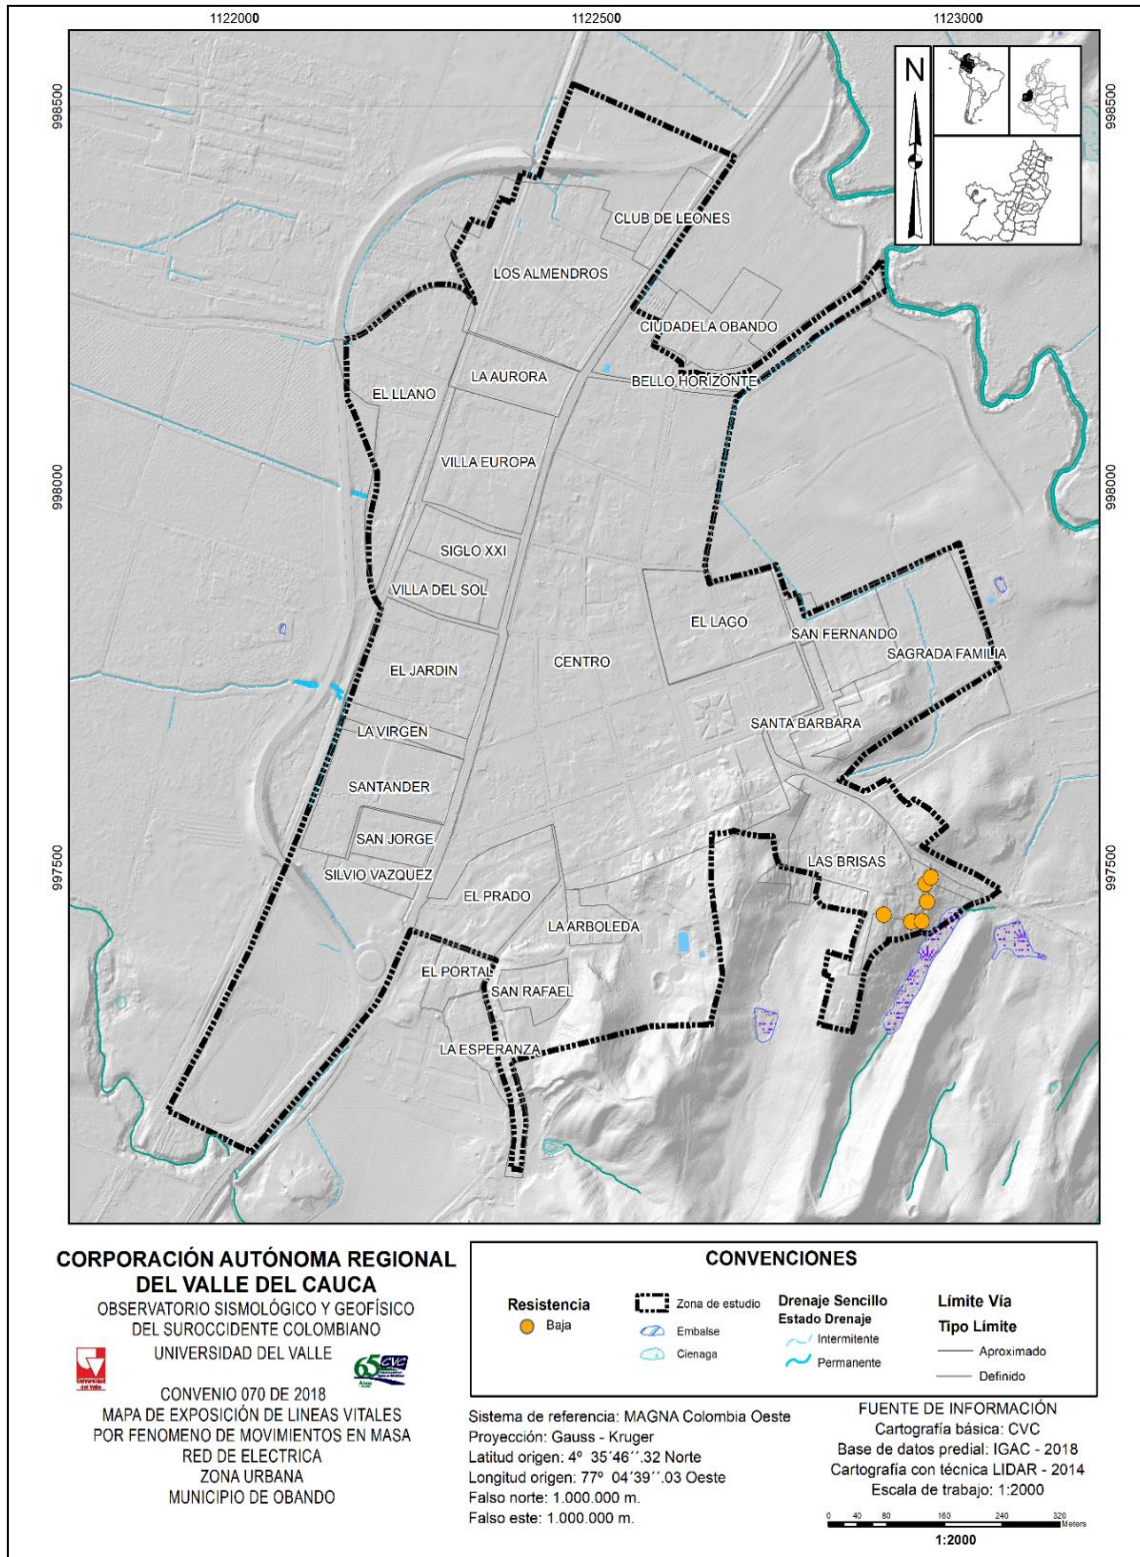 1122000
1122500
1123000
998500
998500
N
CLUB DE LEONES
LOS ALMENDROS
CIUDADELA OBANDO
LA AURORA
BELLO HORIZONTE
EL LLANO
VILLA EUROPA
998000
998000
SIGLO XXI
VILLA DEL SOL
EL LAGO
SAN FERNANDO
SAGRADA FAMILIA
CENTRO
EL JARDIN
SANTA BARBARA
LA VIRGEN
SANTANDER
SAN JORGE
997500
997500
LAS BRISAS
SILVIO VAZQUEZ
EL PRADO
LA ARBOLEDA
EL PORTAL
SAN RAFAEL
LA ESPERANZA
CORPORACIÓN AUTÓNOMA REGIONAL
DEL VALLE DEL CAUCA
OBSERVATORIO SISMOLÓGICO Y GEOFÍSICO
DEL SUROCCIDENTE COLOMBIANO
UNIVERSIDAD DEL VALLE
Universidad
del Valle
65 CVC
CONVENIO 070 DE 2018
MAPA DE EXPOSICIÓN DE LINEAS VITALES
POR FENOMENO DE MOVIMIENTOS EN MASA
RED DE ELECTRICA
ZONA URBANA
MUNICIPIO DE OBANDO
CONVENCIONES
Resistencia
Baja
Zona de estudio
Embalse
Cienaga
Drenaje Sencillo
Estado Drenaje
Intermitente
Permanente
Límite Vía
Tipo Límite
Aproximado
Definido
Sistema de referencia: MAGNA Colombia Oeste
Proyección: Gauss - Kruger
Latitud origen: 4º 35´46´´.32 Norte
Longitud origen: 77º 04´39´´.03 Oeste
Falso norte: 1.000.000 m.
Falso este: 1.000.000 m.
FUENTE DE INFORMACIÓN
Cartografía básica: CVC
Base de datos predial: IGAC - 2018
Cartografía con técnica LIDAR - 2014
Escala de trabajo: 1:2000
0 40 80 160 240 320
Meters
1:2000